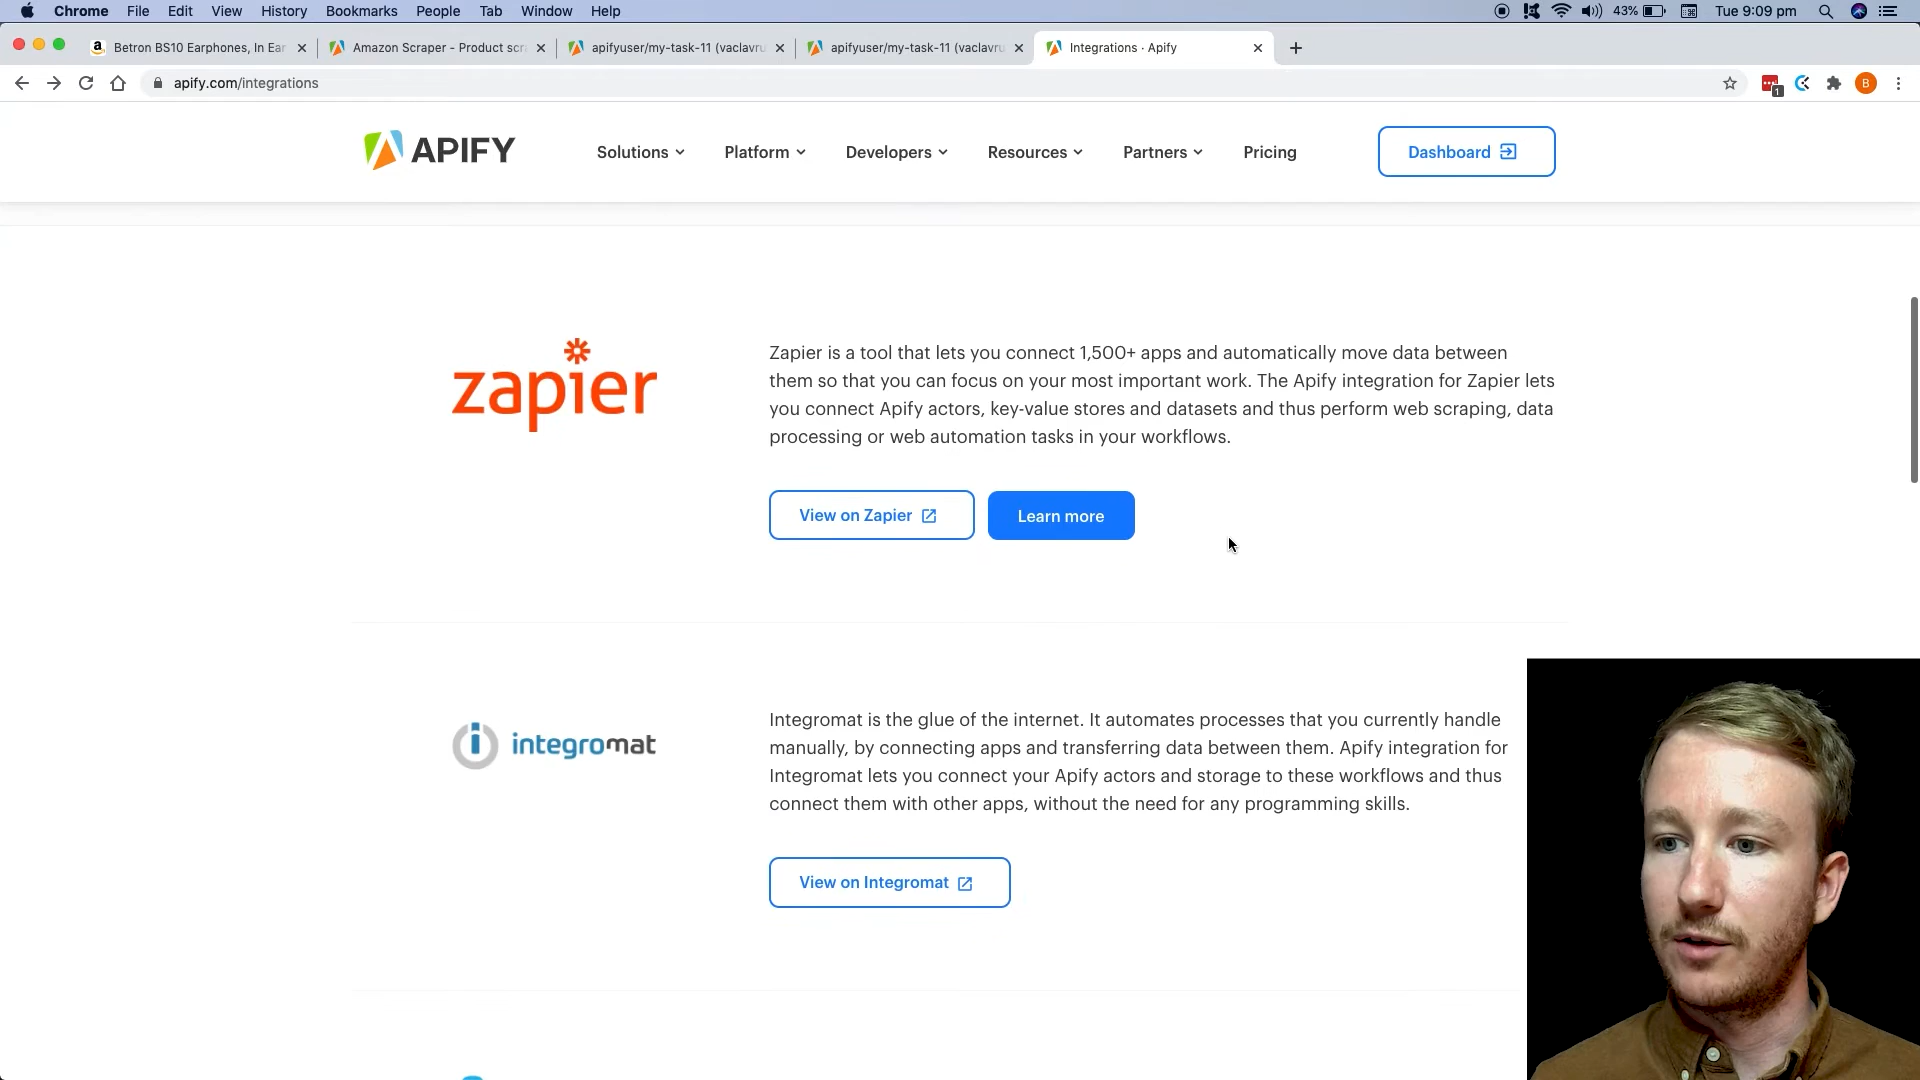 Chrome File Edit View History Bookmarks People Tab Window Help 43% Tue 9:09 pm
Betron BS10 Earphones, In Ear Amazon Scraper - Product scr apifyuser/my-task-11 (vaclavru apifyuser/my-task-11 (vaclavru Integrations · Apify
apify.com/integrations 1 B
APIFY Solutions Platform Developers Resources Partners Pricing Dashboard
zapier
Zapier is a tool that lets you connect 1,500+ apps and automatically move data between
them so that you can focus on your most important work. The Apify integration for Zapier lets
you connect Apify actors, key-value stores and datasets and thus perform web scraping, data
processing or web automation tasks in your workflows.
View on Zapier Learn more
integromat
Integromat is the glue of the internet. It automates processes that you currently handle
manually, by connecting apps and transferring data between them. Apify integration for
Integromat lets you connect your Apify actors and storage to these workflows and thus
connect them with other apps, without the need for any programming skills.
View on Integromat